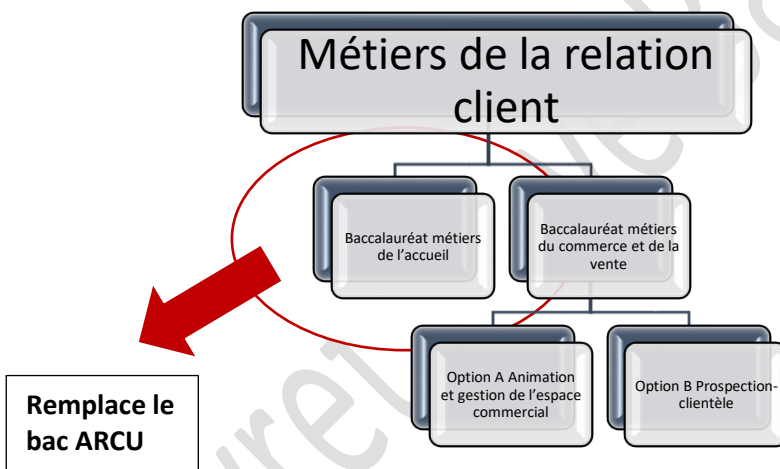 Métiers de la relation
client
Baccalauréat métiers
de l'accueil
Baccalauréat métiers
du commerce et de la
vente
Option A Animation
et gestion de l'espace
commercial
Option B Prospection-
clientèle
Remplace le
bac ARCU